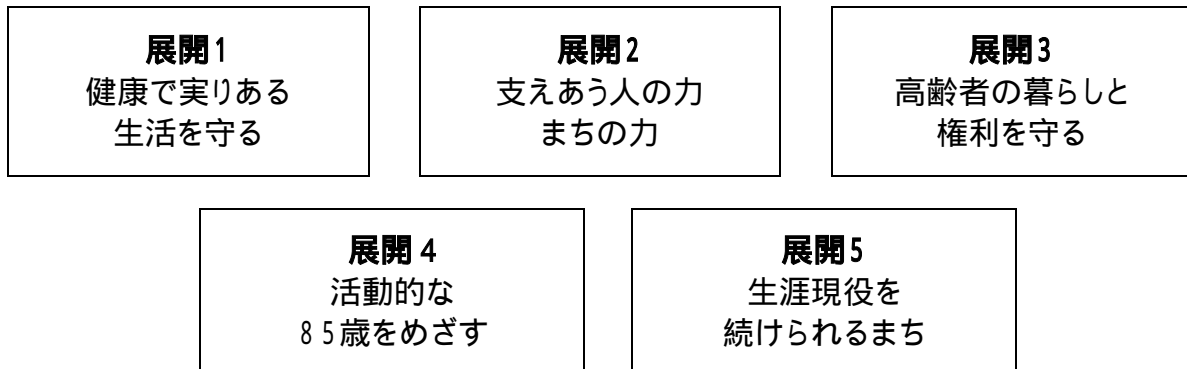 展開1
健康で実りある
生活を守る
展開2
支えあう人の力
まちの力
展開3
高齢者の暮らしと
権利を守る
展開4
活動的な
85歳をめざす
展開5
生涯現役を
続けられるまち